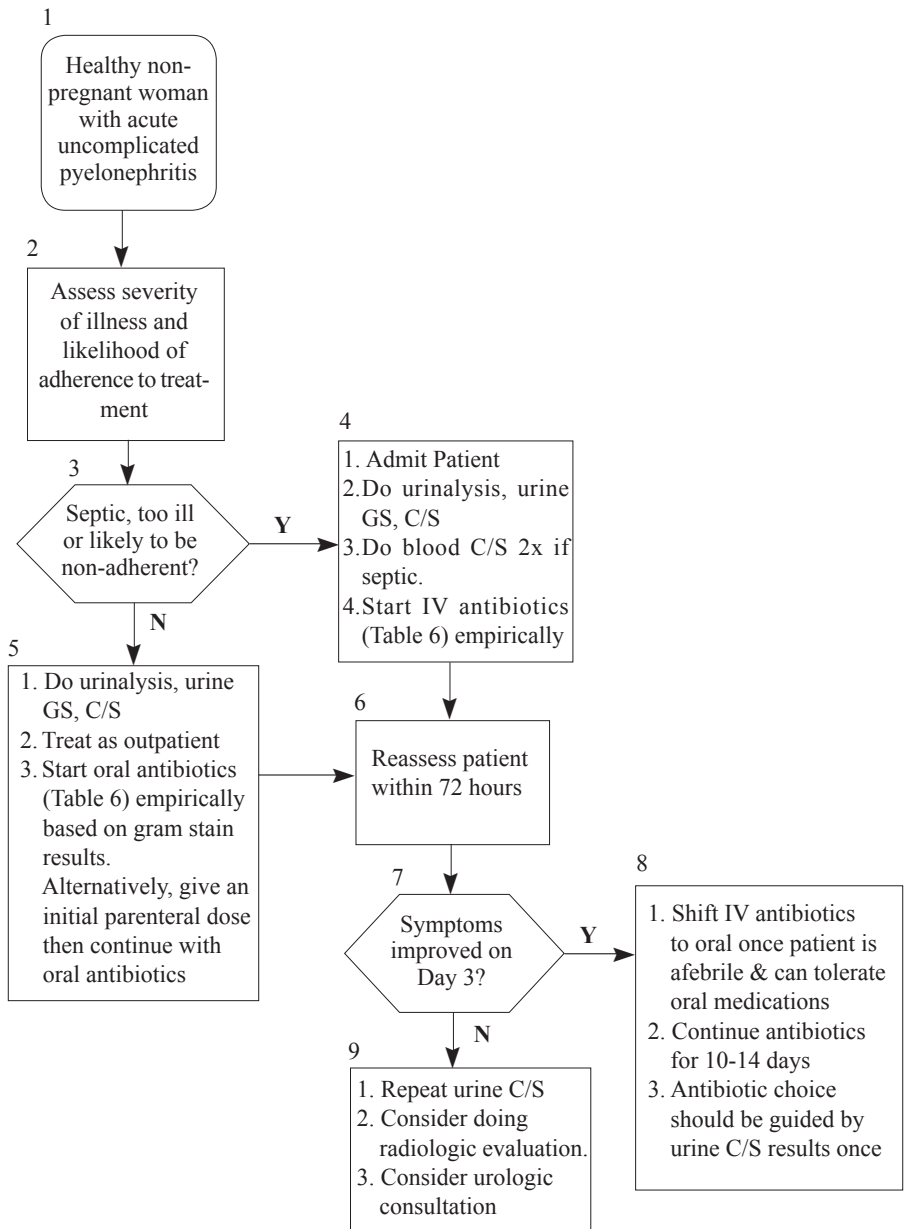 1
Healthy non-
pregnant woman
with acute
uncomplicated
pyelonephritis
2
Assess severity
of illness and
likelihood of
adherence to treat-
ment
3
Septic, too ill
or likely to be
non-adherent?
Y
N
4
1. Admit Patient
2.Do urinalysis, urine
GS, C/S
3.Do blood C/S 2x if
septic.
4.Start IV antibiotics
(Table 6) empirically
5
1. Do urinalysis, urine
GS, C/S
2. Treat as outpatient
3. Start oral antibiotics
(Table 6) empirically
based on gram stain
results.
Alternatively, give an
initial parenteral dose
then continue with
oral antibiotics
6
Reassess patient
within 72 hours
7
Symptoms
improved on
Day 3?
Y
N
8
1. Shift IV antibiotics
to oral once patient is
afebrile & can tolerate
oral medications
2. Continue antibiotics
for 10-14 days
3. Antibiotic choice
should be guided by
urine C/S results once
9
1. Repeat urine C/S
2. Consider doing
radiologic evaluation.
3. Consider urologic
consultation